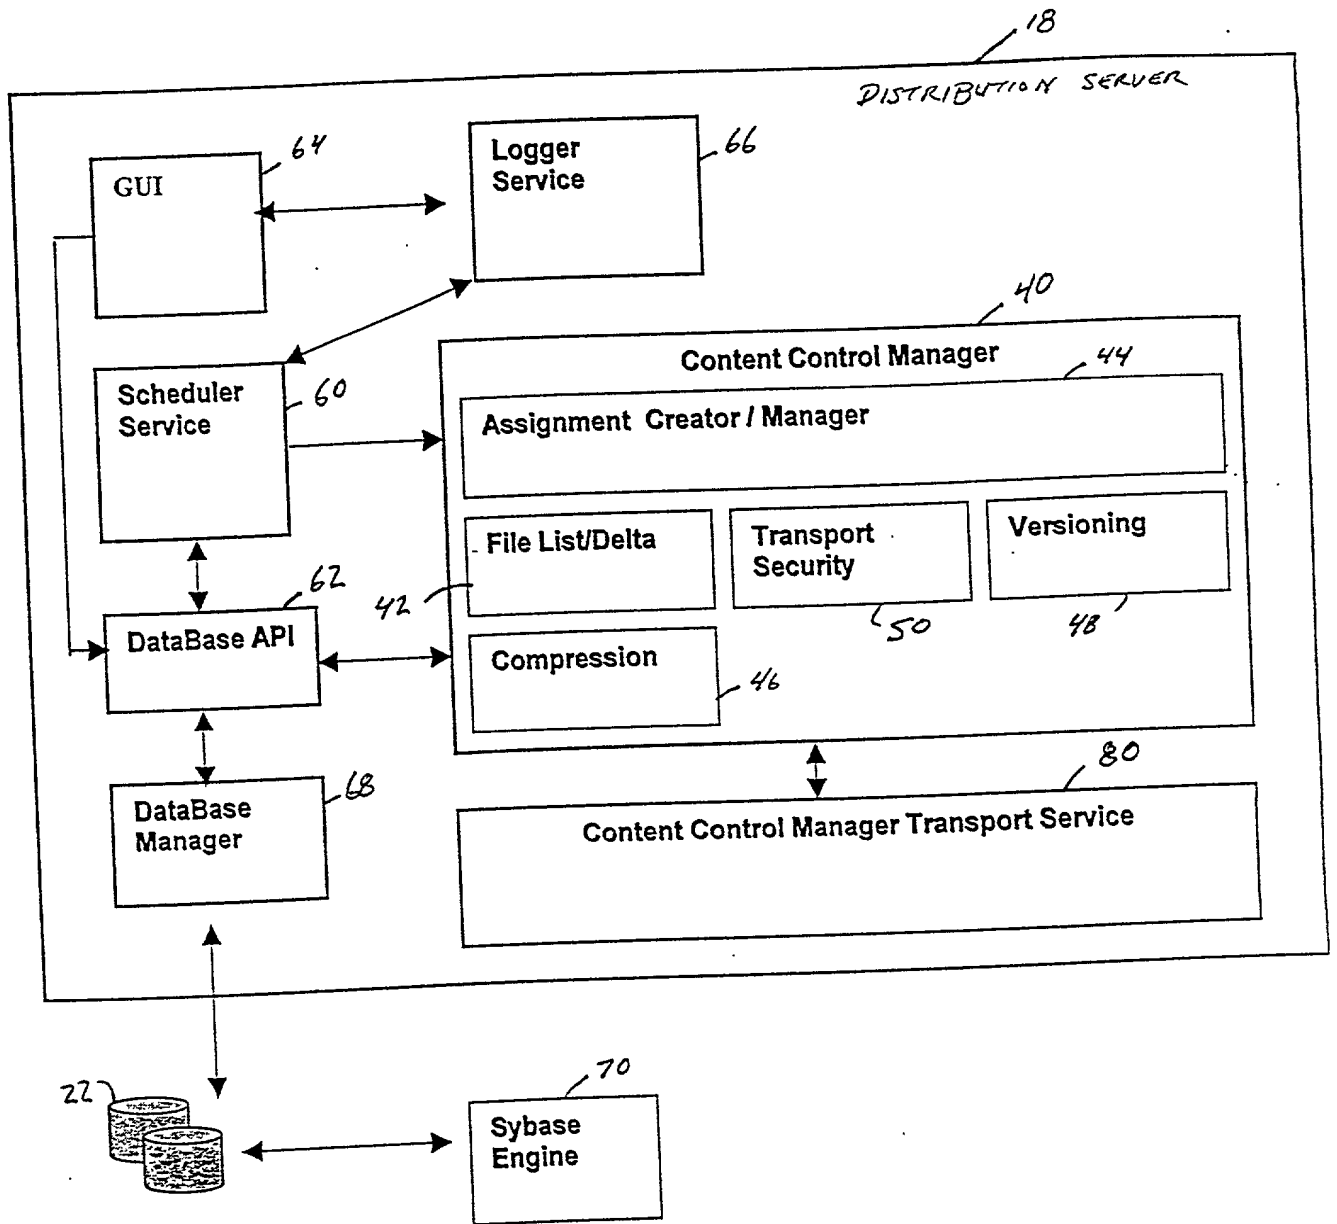 18
DISTRIBUTION SERVER
64
GUI
Logger
Service
66
40
Content Control Manager
44
Scheduler
Service
60
Assignment Creator / Manager
File List/Delta
Transport
Security
Versioning
42
50
48
62
DataBase API
Compression
46
80
DataBase
Manager
68
Content Control Manager Transport Service
22
70
Sybase
Engine